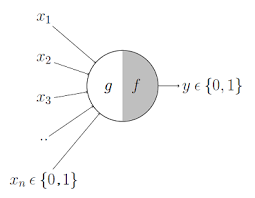 x₁
x₂
g f y ϵ {0, 1}
x₃
..
xₙ ϵ {0, 1}